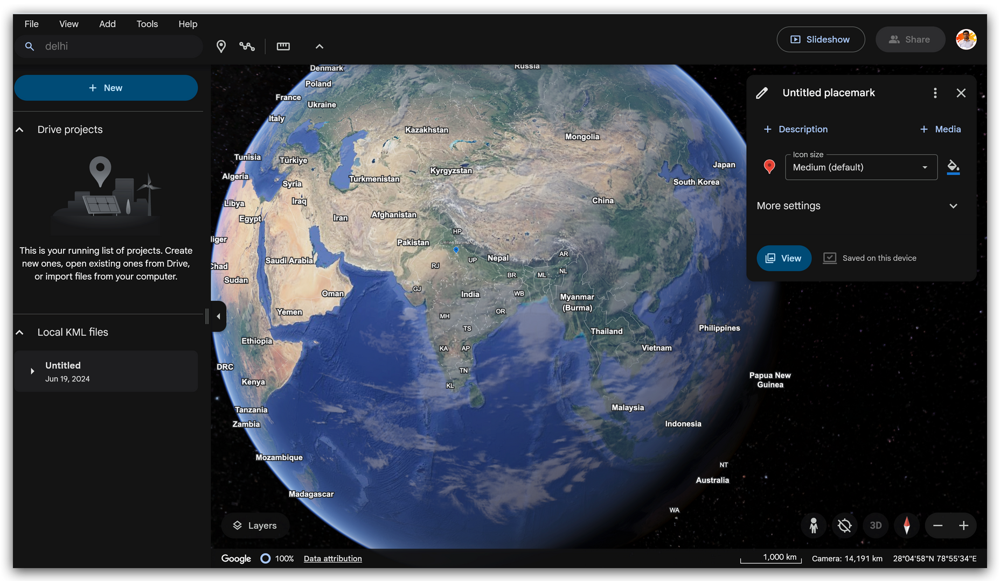 File View Add Tools Help
delhi
Slideshow
Share
New
Drive projects
This is your running list of projects. Create
new ones, open existing ones from Drive,
or import files from your computer.
Local KML files
Untitled
Jun 19, 2024
Denmark
Russia
Poland
France
Ukraine
Italy
Kazakhstan
Mongolia
Tunisia
Türkiye
Japan
Kyrgyzstan
Algeria
Turkmenistan
South Korea
Syria
China
Iraq
Libya
Afghanistan
Iran
Egypt
HP
liger
Pakistan
Untitled placemark
AR
Nepal
UP
Saudi Arabia
RJ
Chad
NL
BR
ML
Sudan
GJ
India
WB
Oman
Myanmar
(Burma)
Yemen
OR
MH
TS
Philippines
Thailand
Ethiopia
KA
AP
Vietnam
DRC
TN
Papua New
Guinea
Kenya
KL
Malaysia
Tanzania
Zambia
Indonesia
Mozambique
NT
Australia
Madagascar
WA
Untitled placemark
Description
Media
Icon size
Medium (default)
More settings
View
Saved on this device
Layers
3D
Google 100% Data attribution
1,000 km Camera: 14,191 km 28°04'58"N 78°55'34"E